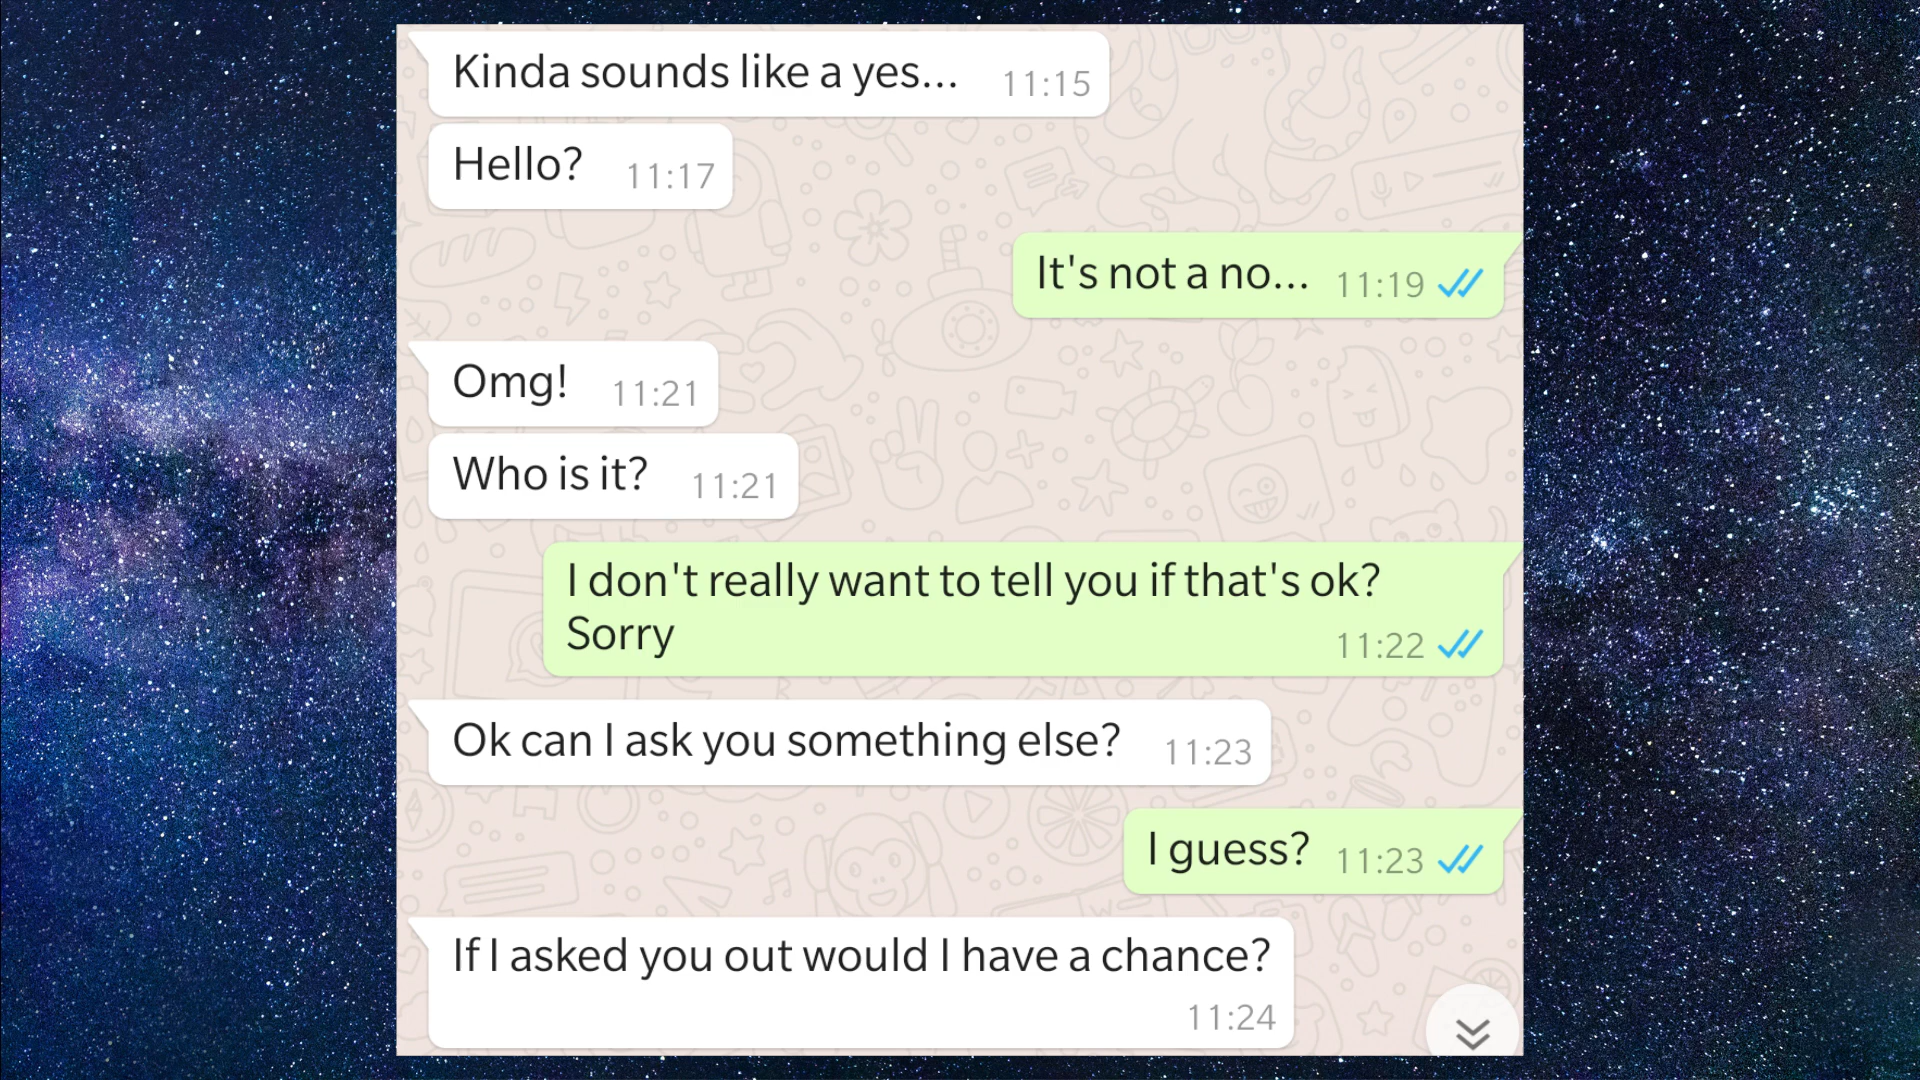 Kinda sounds like a yes... 11:15
Hello? 11:17
It's not a no... 11:19
Omg! 11:21
Who is it? 11:21
I don't really want to tell you if that's ok?
Sorry 11:22
Ok can I ask you something else? 11:23
I guess? 11:23
If I asked you out would I have a chance?
11:24